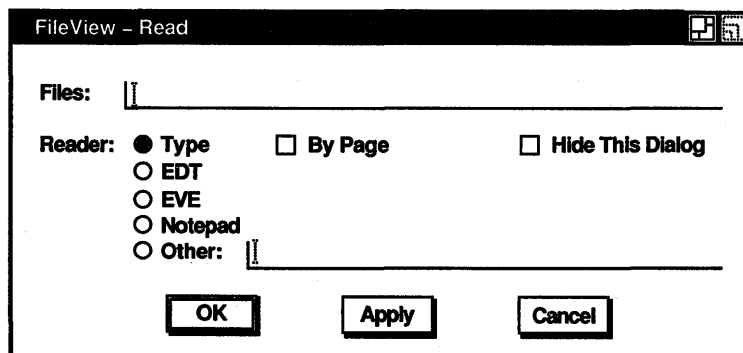 FileView – Read
Files:
Reader: Type By Page Hide This Dialog
EDT
EVE
Notepad
Other:
OK Apply Cancel